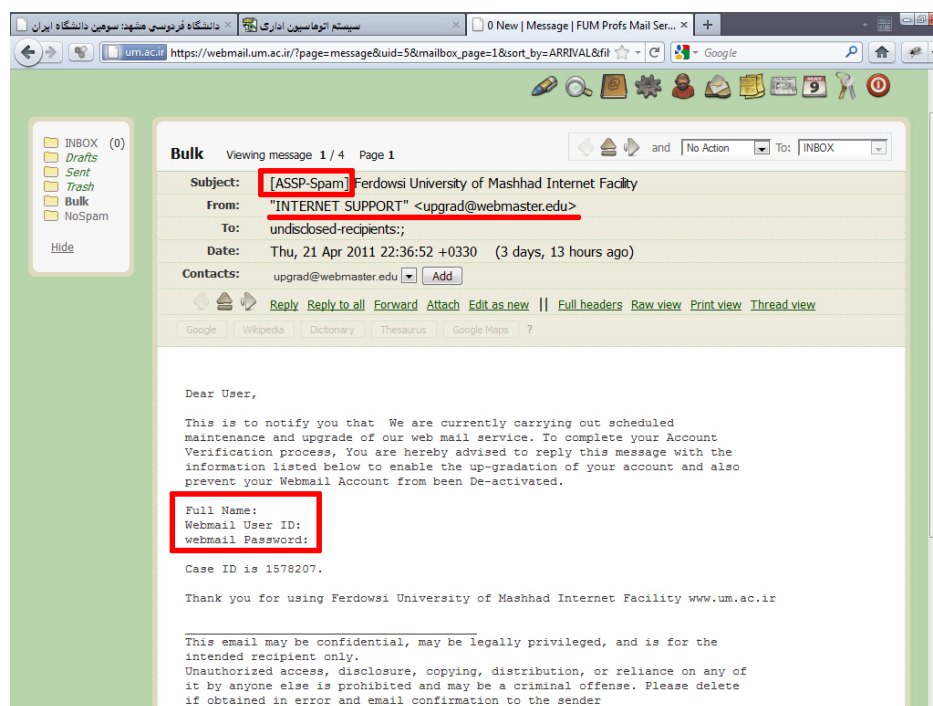 دانشگاه فردوسی مشهد: سومین دانشگاه ایران
سیستم اتوماسیون اداری
0 New | Message | FUM Profs Mail Ser...
um.ac.ir https://webmail.um.ac.ir/?page=message&uid=5&mailbox_page=1&sort_by=ARRIVAL&filt
Google
MAY
9
INBOX (0)
Drafts
Sent
Trash
Bulk
NoSpam
Hide
Bulk Viewing message 1 / 4 Page 1
and No Action To: INBOX
Subject: [ASSP-Spam] Ferdowsi University of Mashhad Internet Facility
From: "INTERNET SUPPORT" <upgrad@webmaster.edu>
To: undisclosed-recipients:;
Date: Thu, 21 Apr 2011 22:36:52 +0330 (3 days, 13 hours ago)
Contacts: upgrad@webmaster.edu Add
Reply Reply to all Forward Attach Edit as new || Full headers Raw view Print view Thread view
Google Wikipedia Dictionary Thesaurus Google Maps ?
Dear User,
This is to notify you that We are currently carrying out scheduled
maintenance and upgrade of our web mail service. To complete your Account
Verification process, You are hereby advised to reply this message with the
information listed below to enable the up-gradation of your account and also
prevent your Webmail Account from been De-activated.
Full Name:
Webmail User ID:
webmail Password:
Case ID is 1578207.
Thank you for using Ferdowsi University of Mashhad Internet Facility www.um.ac.ir
This email may be confidential, may be legally privileged, and is for the
intended recipient only.
Unauthorized access, disclosure, copying, distribution, or reliance on any of
it by anyone else is prohibited and may be a criminal offense. Please delete
if obtained in error and email confirmation to the sender